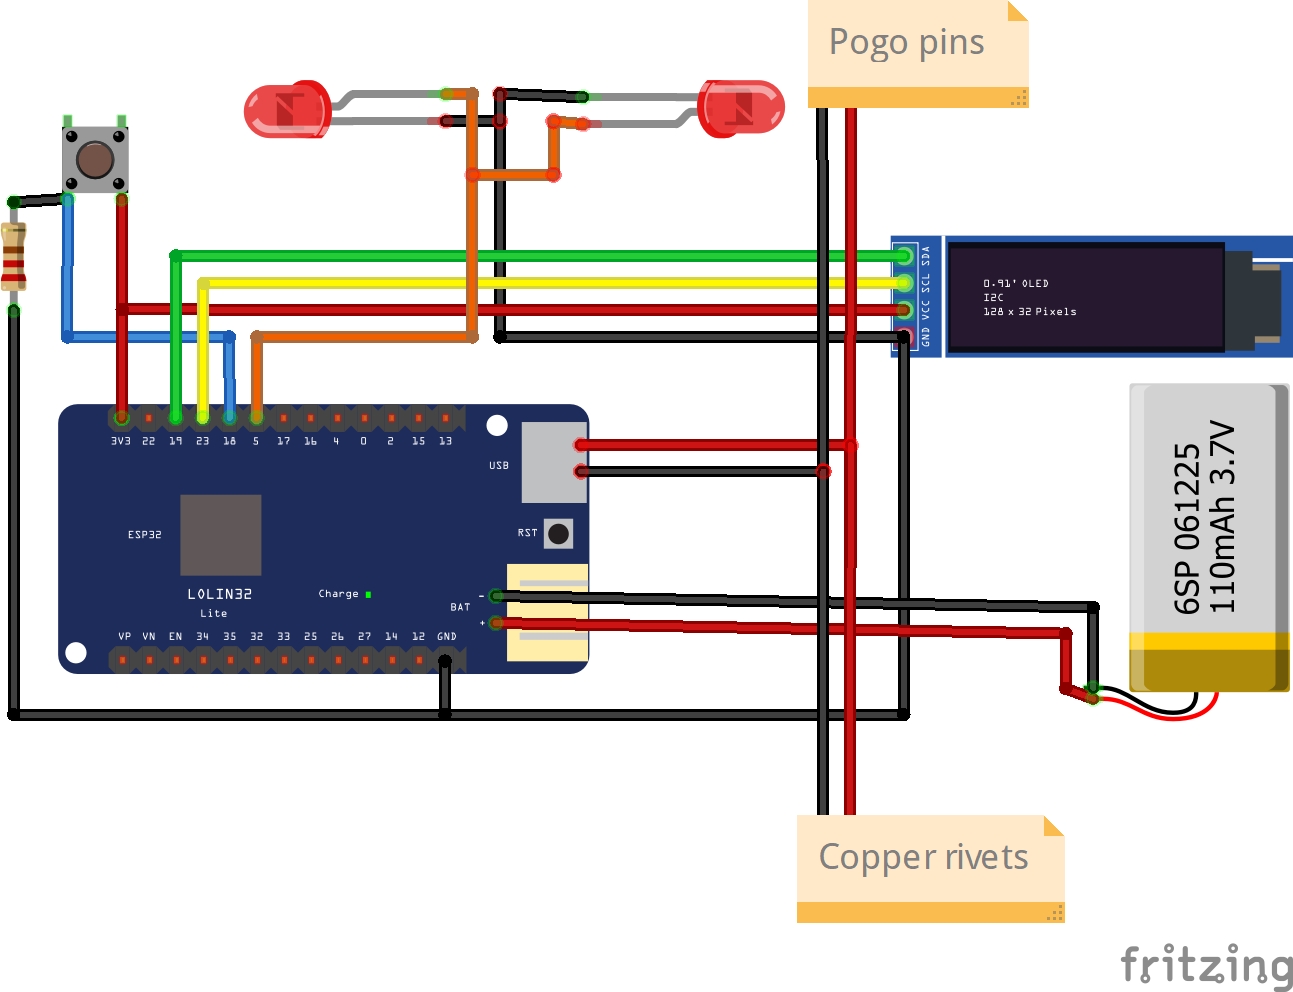 Pogo pins
SDA
SCL
VCC
GND
0.91' OLED
I2C
128 x 32 Pixels
3V3 22 19 23 18 5 17 16 4 0 2 15 13
USB
RST
ESP32
LOLIN32
Lite
Charge
BAT
-
+
VP VN EN 34 35 32 33 25 26 27 14 12 GND
6SP 061225
110mAh 3.7V
Copper rivets
fritzing